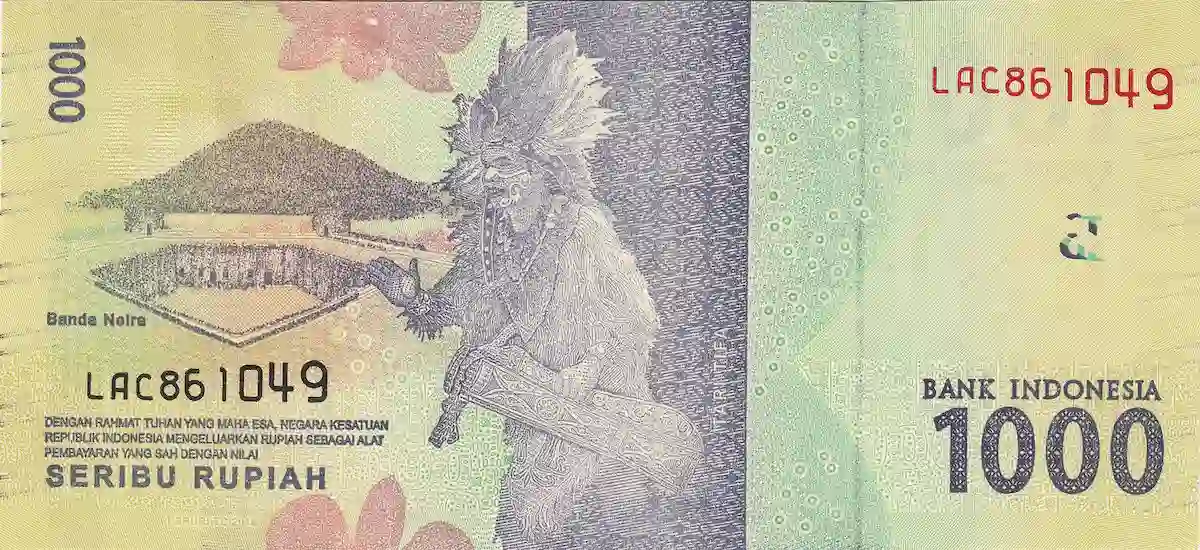 1000
LAC861049
Banda Neira
LAC861049
DENGAN RAHMAT TUHAN YANG MAHA ESA, NEGARA KESATUAN
REPUBLIK INDONESIA MENGELUARKAN RUPIAH SEBAGAI ALAT
PEMBAYARAN YANG SAH DENGAN NILAI
SERIBU RUPIAH
TARI TIFA
BANK INDONESIA
1000